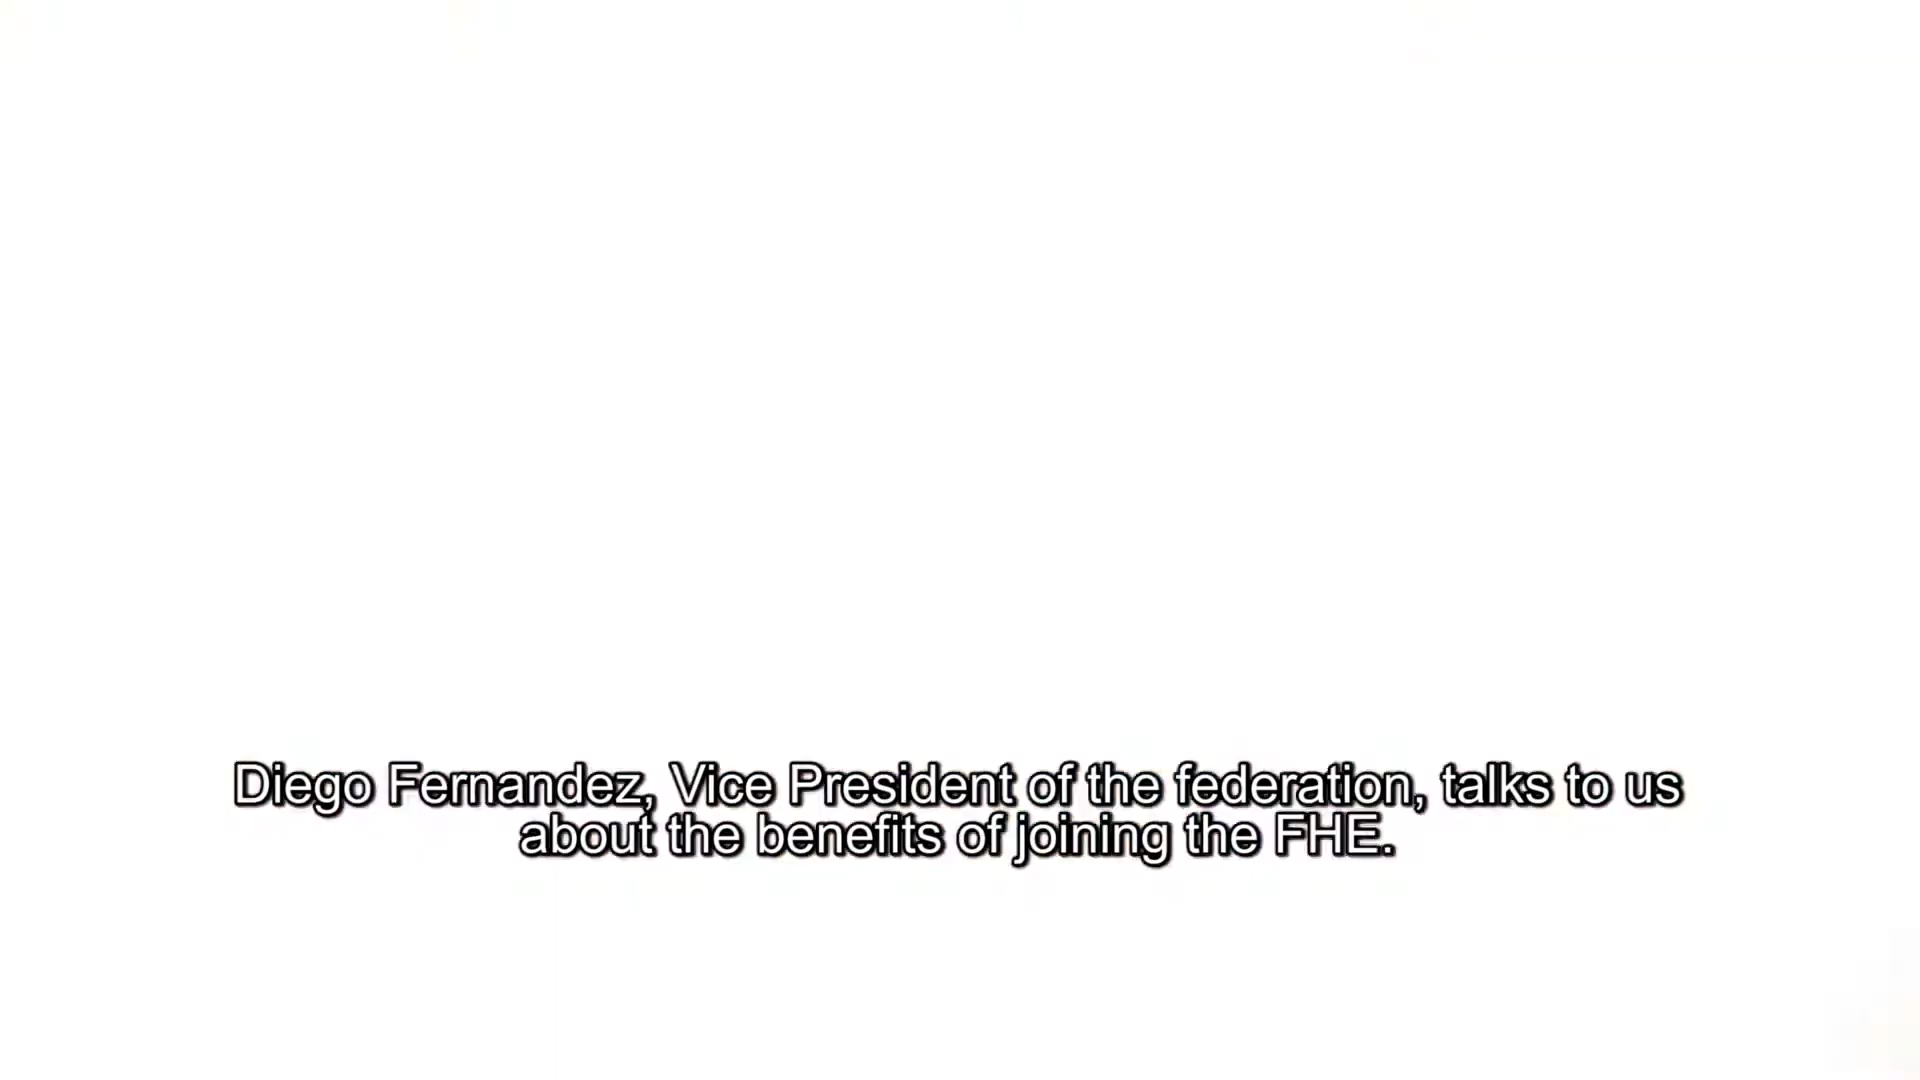 Diego Fernandez, Vice President of the federation, talks to us
about the benefits of joining the FHE.